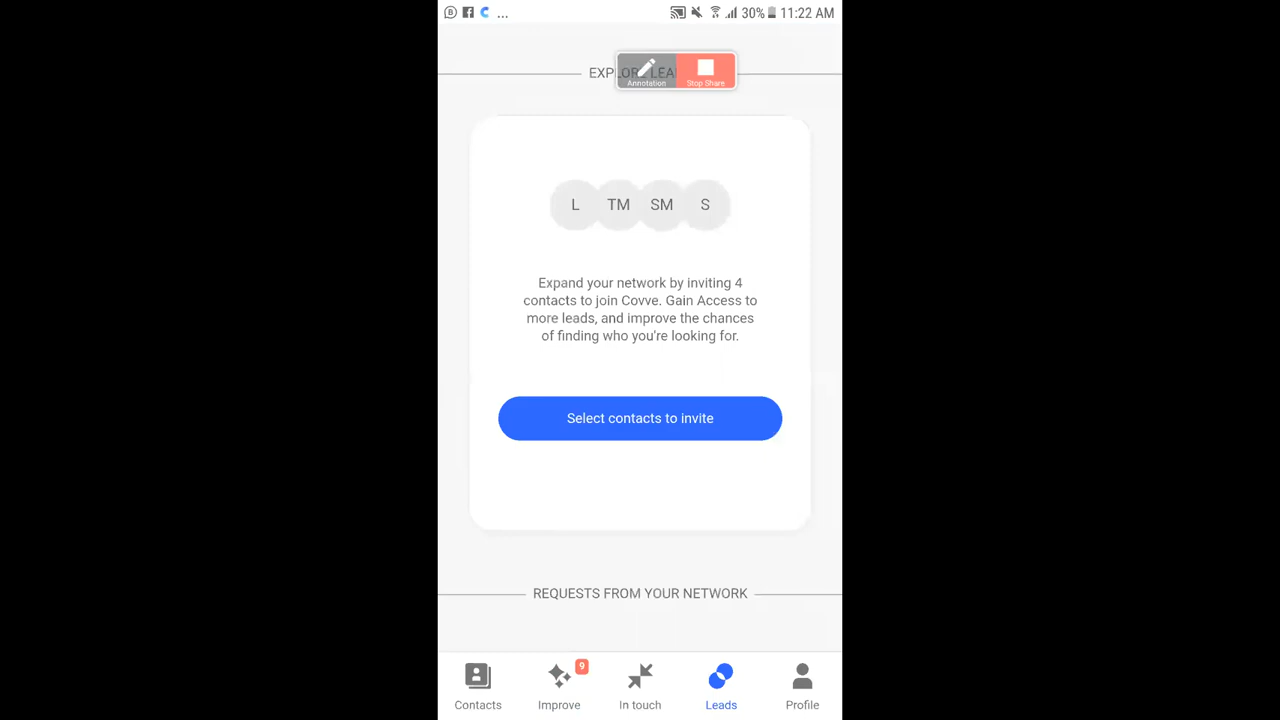 ... 30% 11:22 AM
EXPLORE LEA
Annotation Stop Share
L TM SM S
Expand your network by inviting 4
contacts to join Covve. Gain Access to
more leads, and improve the chances
of finding who you're looking for.
Select contacts to invite
REQUESTS FROM YOUR NETWORK
9
Contacts Improve In touch Leads Profile